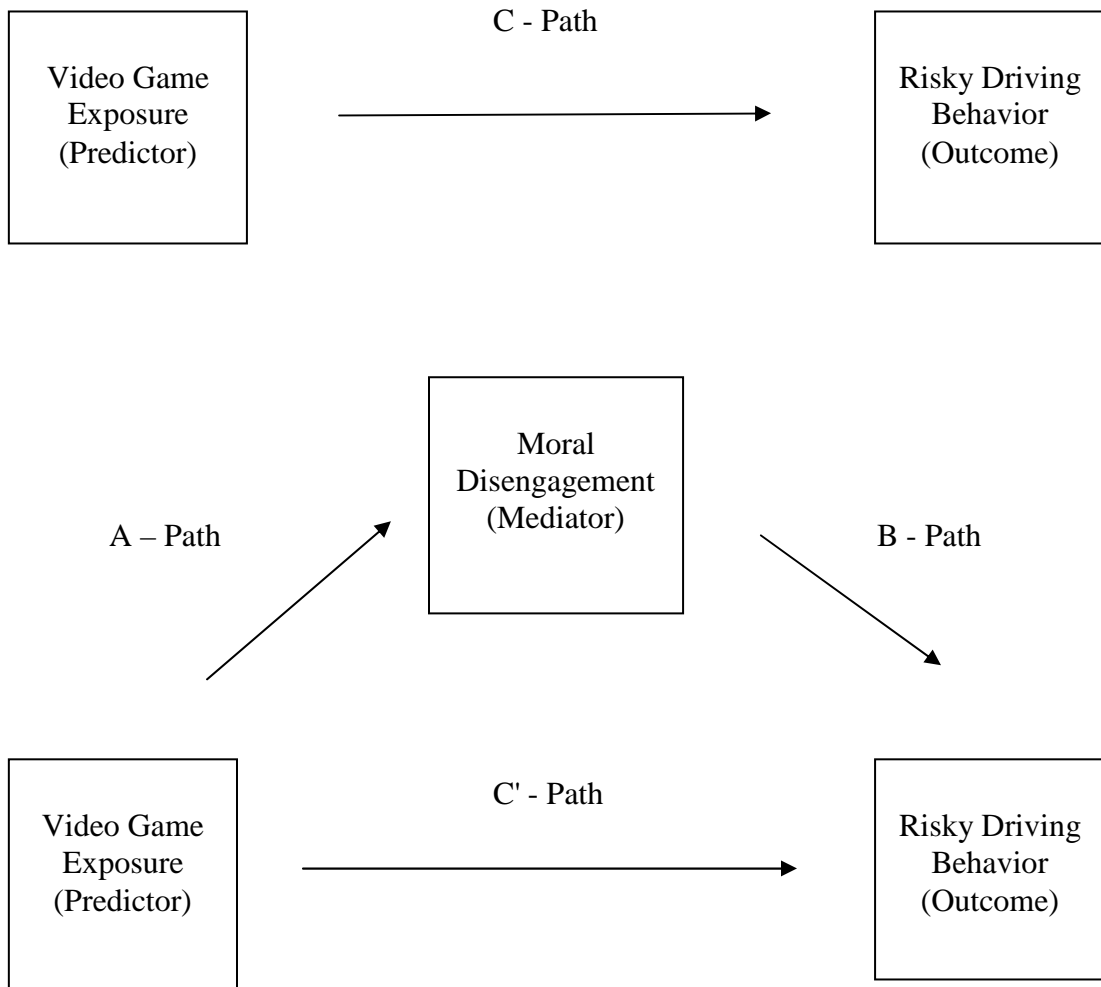 C - Path
Video Game
Exposure
(Predictor)
Risky Driving
Behavior
(Outcome)
Moral
Disengagement
(Mediator)
A – Path
B - Path
C' - Path
Video Game
Exposure
(Predictor)
Risky Driving
Behavior
(Outcome)